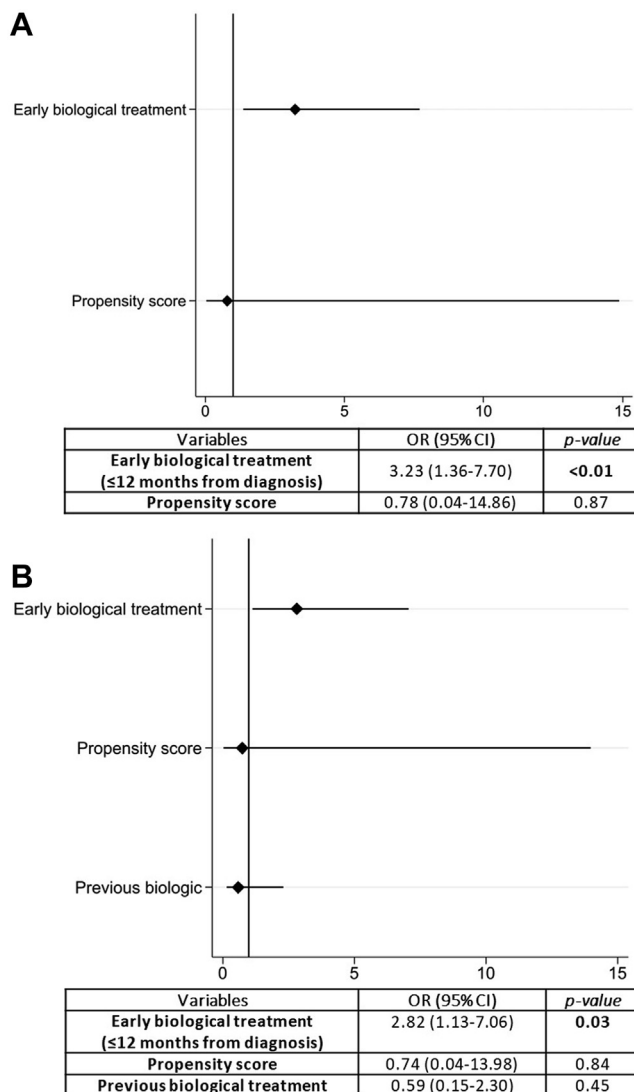 A
Early biological treatment
Propensity score
0 5 10 15
Variables OR (95%CI) p-value
Early biological treatment
(≤12 months from diagnosis) 3.23 (1.36-7.70) <0.01
Propensity score 0.78 (0.04-14.86) 0.87
B
Early biological treatment
Propensity score
Previous biologic
0 5 10 15
Variables OR (95%CI) p-value
Early biological treatment 2.82 (1.13-7.06) 0.03
(≤12 months from diagnosis)
Propensity score 0.74 (0.04-13.98) 0.84
Previous biological treatment 0.59 (0.15-2.30) 0.45